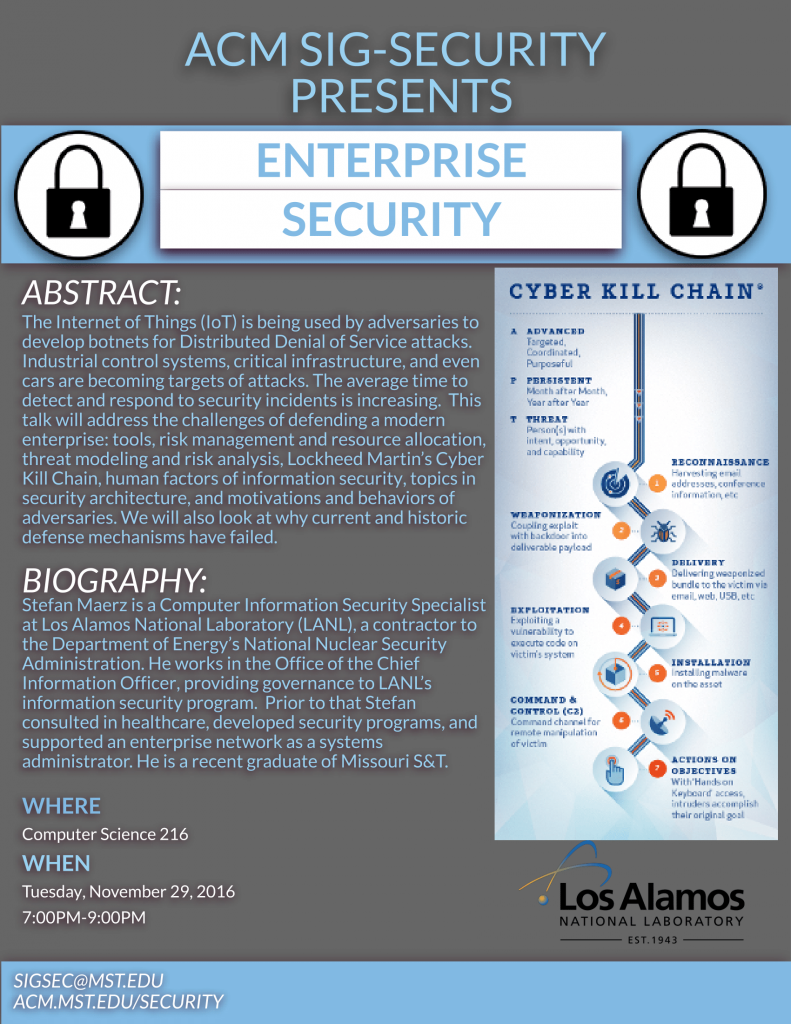 ACM SIG-SECURITY
PRESENTS
ENTERPRISE
SECURITY
ABSTRACT:
The Internet of Things (IoT) is being used by adversaries to
develop botnets for Distributed Denial of Service attacks.
Industrial control systems, critical infrastructure, and even
cars are becoming targets of attacks. The average time to
detect and respond to security incidents is increasing.  This
talk will address the challenges of defending a modern
enterprise: tools, risk management and resource allocation,
threat modeling and risk analysis, Lockheed Martin's Cyber
Kill Chain, human factors of information security, topics in
security architecture, and motivations and behaviors of
adversaries. We will also look at why current and historic
defense mechanisms have failed.
BIOGRAPHY:
Stefan Maerz is a Computer Information Security Specialist
at Los Alamos National Laboratory (LANL), a contractor to
the Department of Energy's National Nuclear Security
Administration. He works in the Office of the Chief
Information Officer, providing governance to LANL's
information security program.  Prior to that Stefan
consulted in healthcare, developed security programs, and
supported an enterprise network as a systems
administrator. He is a recent graduate of Missouri S&T.
WHERE
Computer Science 216
WHEN
Tuesday, November 29, 2016
7:00PM-9:00PM
CYBER KILL CHAIN®
A ADVANCED
Targeted,
Coordinated,
Purposeful
P PERSISTENT
Month after Month,
Year after Year
T THREAT
Person(s) with
intent, opportunity,
and capability
RECONNAISSANCE
1 Harvesting email
addresses, conference
information, etc
WEAPONIZATION
Coupling exploit 2
with backdoor into
deliverable payload
DELIVERY
3 Delivering weaponized
bundle to the victim via
email, web, USB, etc
EXPLOITATION
Exploiting a 4
vulnerability to
execute code on
victim's system
INSTALLATION
5 Installing malware
on the asset
COMMAND &
CONTROL (C2)
Command channel for 6
remote manipulation
of victim
ACTIONS ON
7 OBJECTIVES
With 'Hands on
Keyboard' access,
intruders accomplish
their original goal
Los Alamos
NATIONAL LABORATORY
EST.1943
SIGSEC@MST.EDU
ACM.MST.EDU/SECURITY